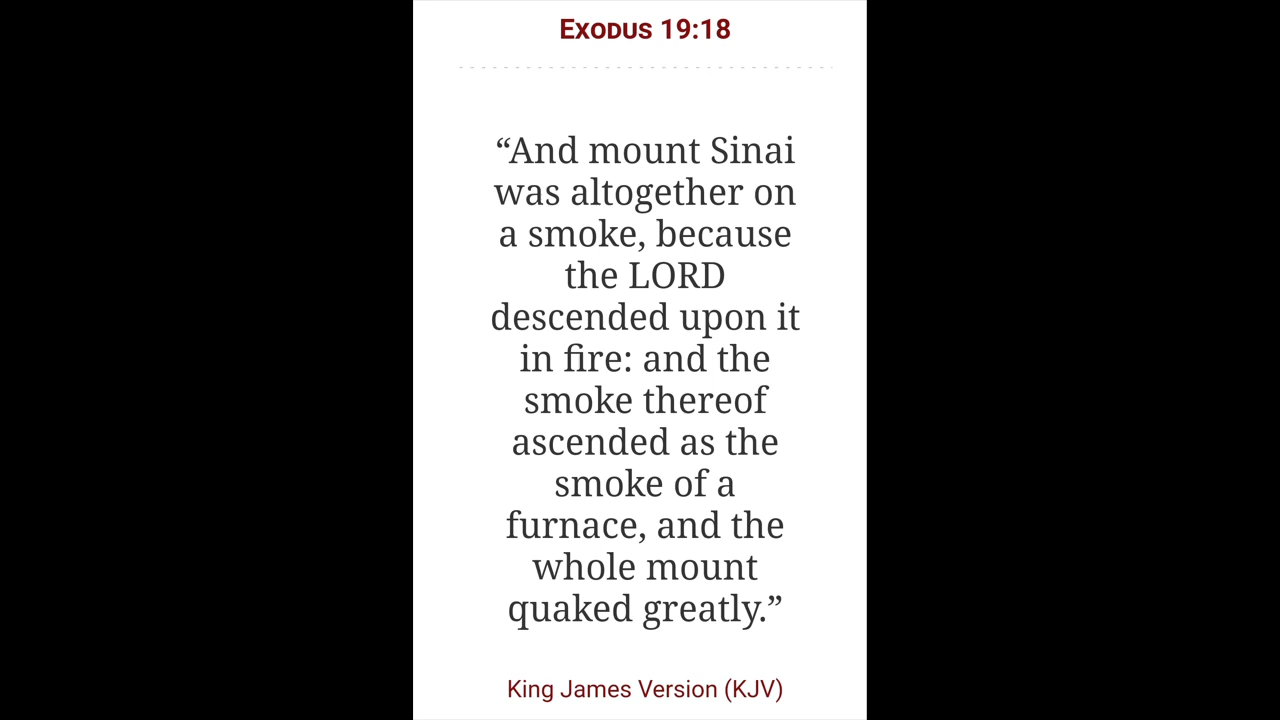 Exodus 19:18
“And mount Sinai
was altogether on
a smoke, because
the LORD
descended upon it
in fire: and the
smoke thereof
ascended as the
smoke of a
furnace, and the
whole mount
quaked greatly.”
King James Version (KJV)